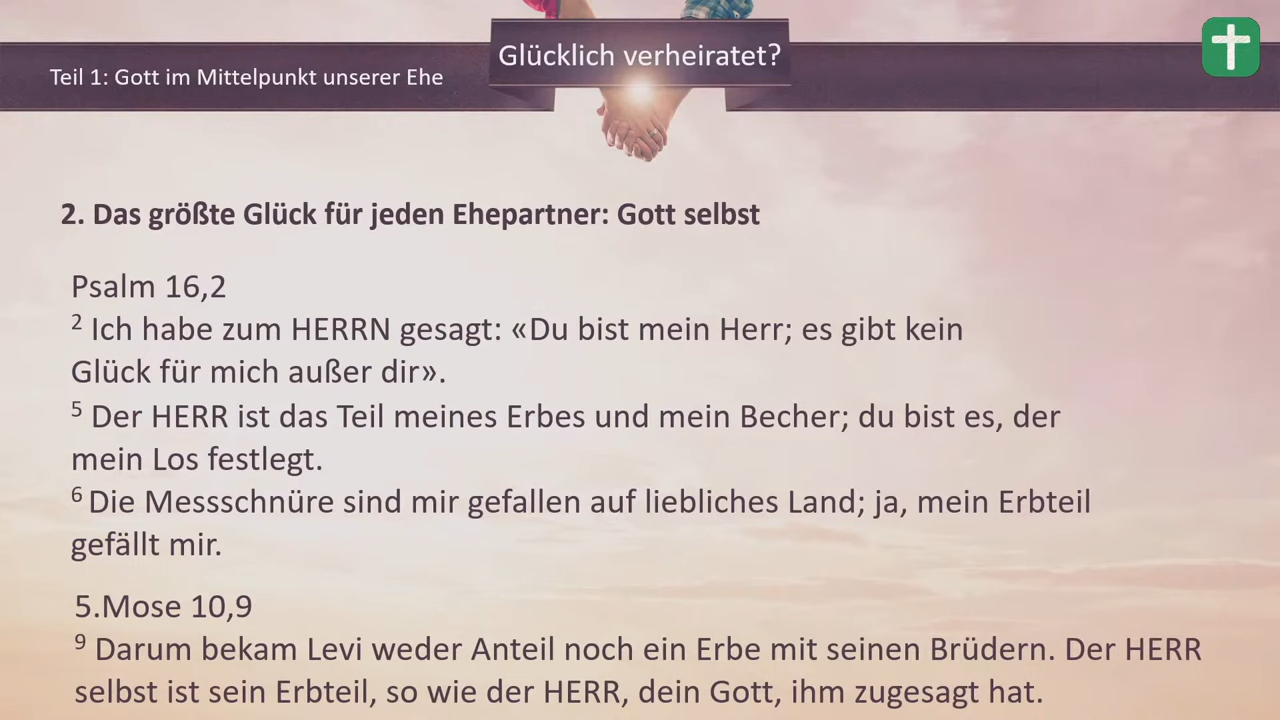 Glücklich verheiratet?
Teil 1: Gott im Mittelpunkt unserer Ehe
2. Das größte Glück für jeden Ehepartner: Gott selbst
Psalm 16,2
² Ich habe zum HERRN gesagt: «Du bist mein Herr; es gibt kein
Glück für mich außer dir».
⁵ Der HERR ist das Teil meines Erbes und mein Becher; du bist es, der
mein Los festlegt.
⁶ Die Messschnüre sind mir gefallen auf liebliches Land; ja, mein Erbteil
gefällt mir.
5.Mose 10,9
⁹ Darum bekam Levi weder Anteil noch ein Erbe mit seinen Brüdern. Der HERR
selbst ist sein Erbteil, so wie der HERR, dein Gott, ihm zugesagt hat.